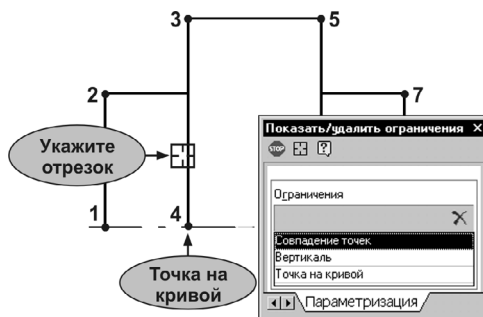 3
5
2
7
Укажите
отрезок
1
4
Точка на
кривой
Показать/удалить ограничения
STOP
Ограничения
Совпадение точек
Вертикаль
Точка на кривой
Параметризация